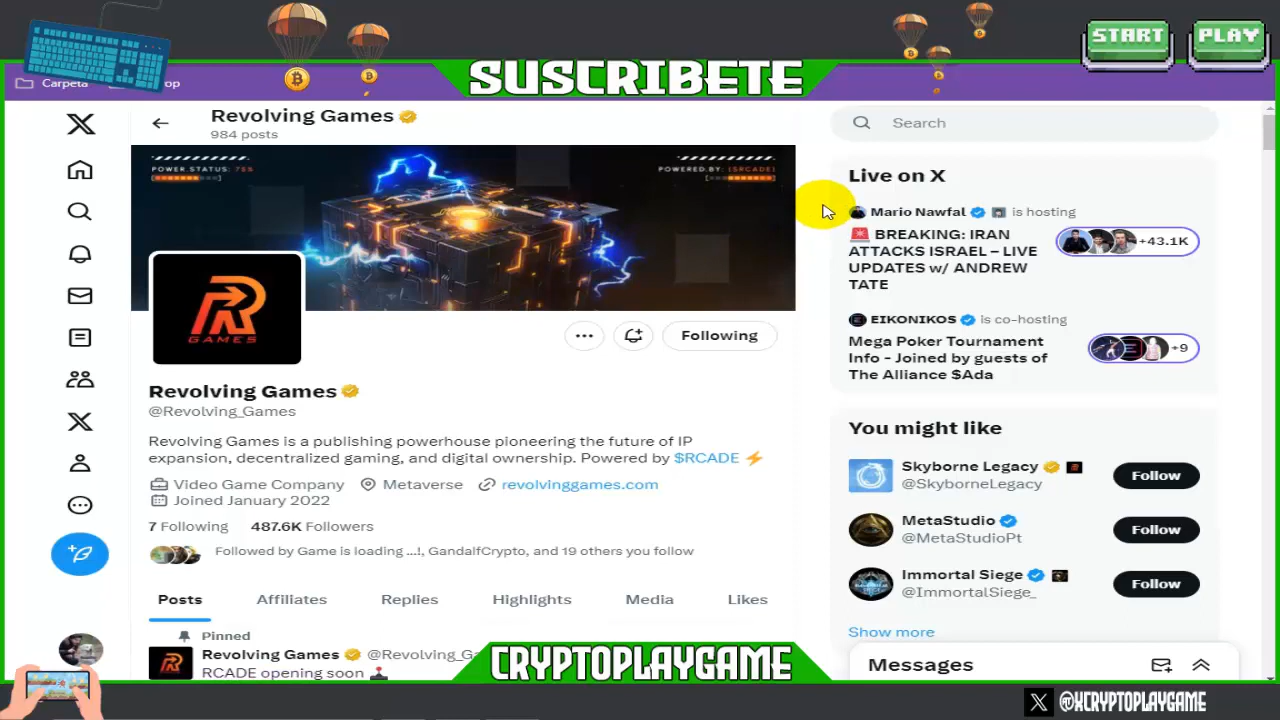 START
PLAY
SUSCRIBETE
Carpeta
op
Revolving Games
984 posts
Search
POWER STATUS: 7ES
POWERED BY: [$RCADE]
Live on X
Mario Nawfal is hosting
🚨 BREAKING: IRAN
ATTACKS ISRAEL – LIVE
UPDATES w/ ANDREW
TATE
+43.1K
EIKONIKOS is co-hosting
Mega Poker Tournament
Info - Joined by guests of
The Alliance $Ada
+9
R GAMES
Following
Revolving Games
@Revolving_Games
Revolving Games is a publishing powerhouse pioneering the future of IP
expansion, decentralized gaming, and digital ownership. Powered by $RCADE ⚡
Video Game Company Metaverse revolvinggames.com
Joined January 2022
7 Following 487.6K Followers
Followed by Game is loading ...!, GandalfCrypto, and 19 others you follow
Posts Affiliates Replies Highlights Media Likes
Pinned
Revolving Games @Revolving_Ga
RCADE opening soon 🕹️
You might like
Skyborne Legacy
@SkyborneLegacy
Follow
MetaStudio
@MetaStudioPt
Follow
Immortal Siege
@ImmortalSiege_
Follow
Show more
Messages
CRYPTOPLAYGAME
@XCRYPTOPLAYGAME